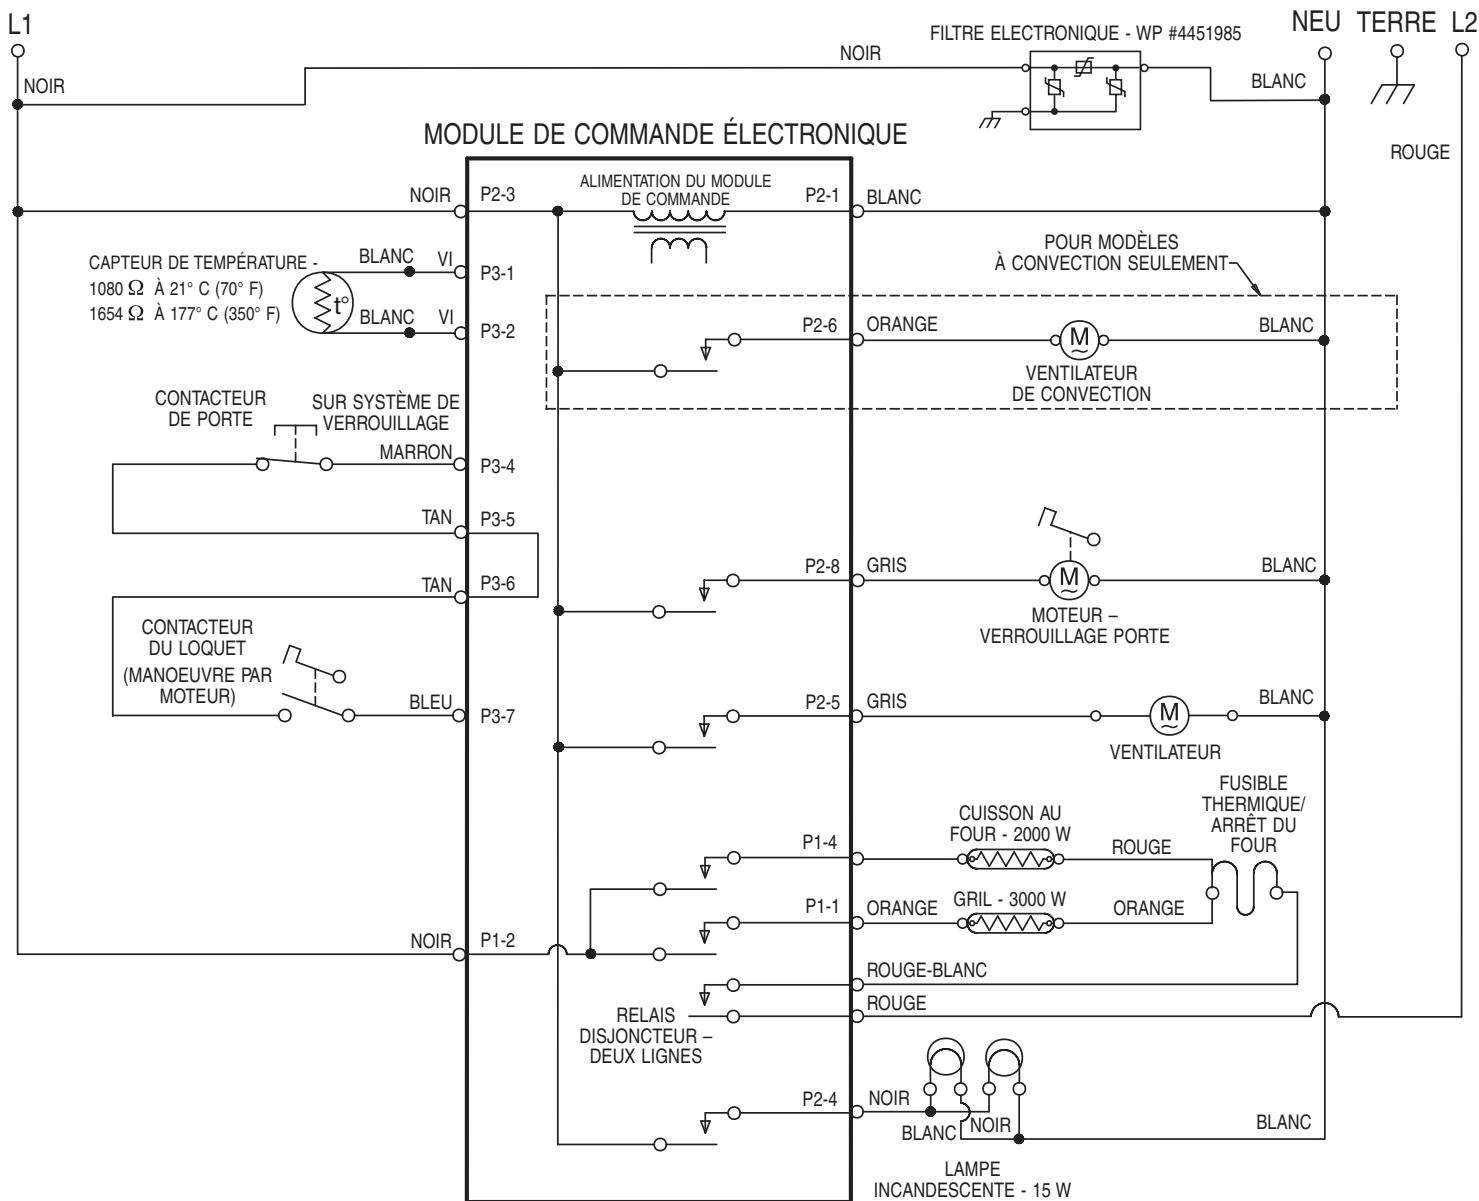 L1
NEU TERRE L2
FILTRE ELECTRONIQUE - WP #4451985
NOIR
NOIR
BLANC
ROUGE
MODULE DE COMMANDE ÉLECTRONIQUE
NOIR
P2-3
ALIMENTATION DU MODULE
DE COMMANDE
P2-1
BLANC
CAPTEUR DE TEMPÉRATURE -
1080 Ω À 21° C (70° F)
1654 Ω À 177° C (350° F)
t°
BLANC
VI
P3-1
BLANC
VI
P3-2
POUR MODÈLES
À CONVECTION SEULEMENT
P2-6
ORANGE
M
~
BLANC
VENTILATEUR
DE CONVECTION
CONTACTEUR
DE PORTE
SUR SYSTÈME DE
VERROUILLAGE
MARRON
P3-4
TAN
P3-5
TAN
P3-6
P2-8
GRIS
M
~
BLANC
MOTEUR –
VERROUILLAGE PORTE
CONTACTEUR
DU LOQUET
(MANOEUVRE PAR
MOTEUR)
BLEU
P3-7
P2-5
GRIS
M
~
BLANC
VENTILATEUR
FUSIBLE
THERMIQUE/
ARRÊT DU
FOUR
CUISSON AU
FOUR - 2000 W
P1-4
ROUGE
P1-1
ORANGE
GRIL - 3000 W
ORANGE
NOIR
P1-2
ROUGE-BLANC
ROUGE
RELAIS
DISJONCTEUR –
DEUX LIGNES
P2-4
NOIR
BLANC
NOIR
BLANC
LAMPE
INCANDESCENTE - 15 W